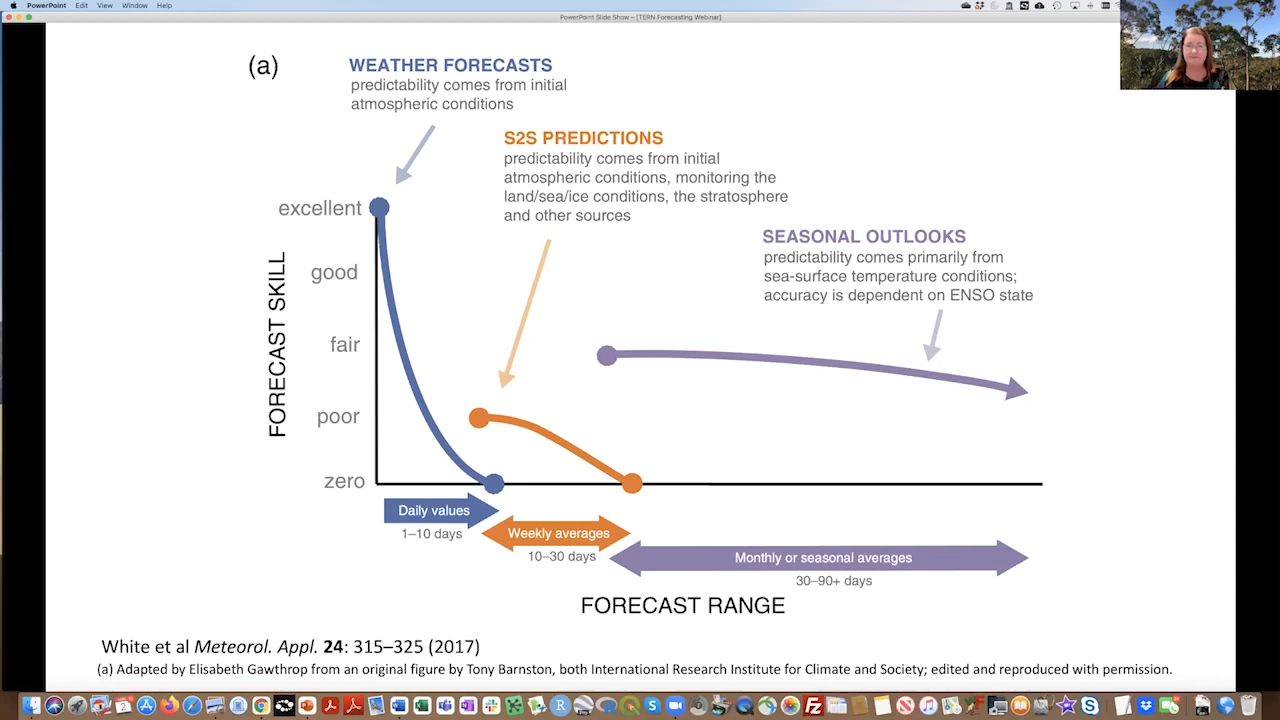 PowerPoint Edit View Window Help
PowerPoint Slide Show – [TERN Forecasting Webinar]
(a)
WEATHER FORECASTS
predictability comes from initial
atmospheric conditions
S2S PREDICTIONS
predictability comes from initial
atmospheric conditions, monitoring the
land/sea/ice conditions, the stratosphere
and other sources
SEASONAL OUTLOOKS
predictability comes primarily from
sea-surface temperature conditions;
accuracy is dependent on ENSO state
FORECAST SKILL
excellent
good
fair
poor
zero
Daily values
1–10 days
Weekly averages
10–30 days
Monthly or seasonal averages
30–90+ days
FORECAST RANGE
White et al Meteorol. Appl. 24: 315–325 (2017)
(a) Adapted by Elisabeth Gawthrop from an original figure by Tony Barnston, both International Research Institute for Climate and Society; edited and reproduced with permission.